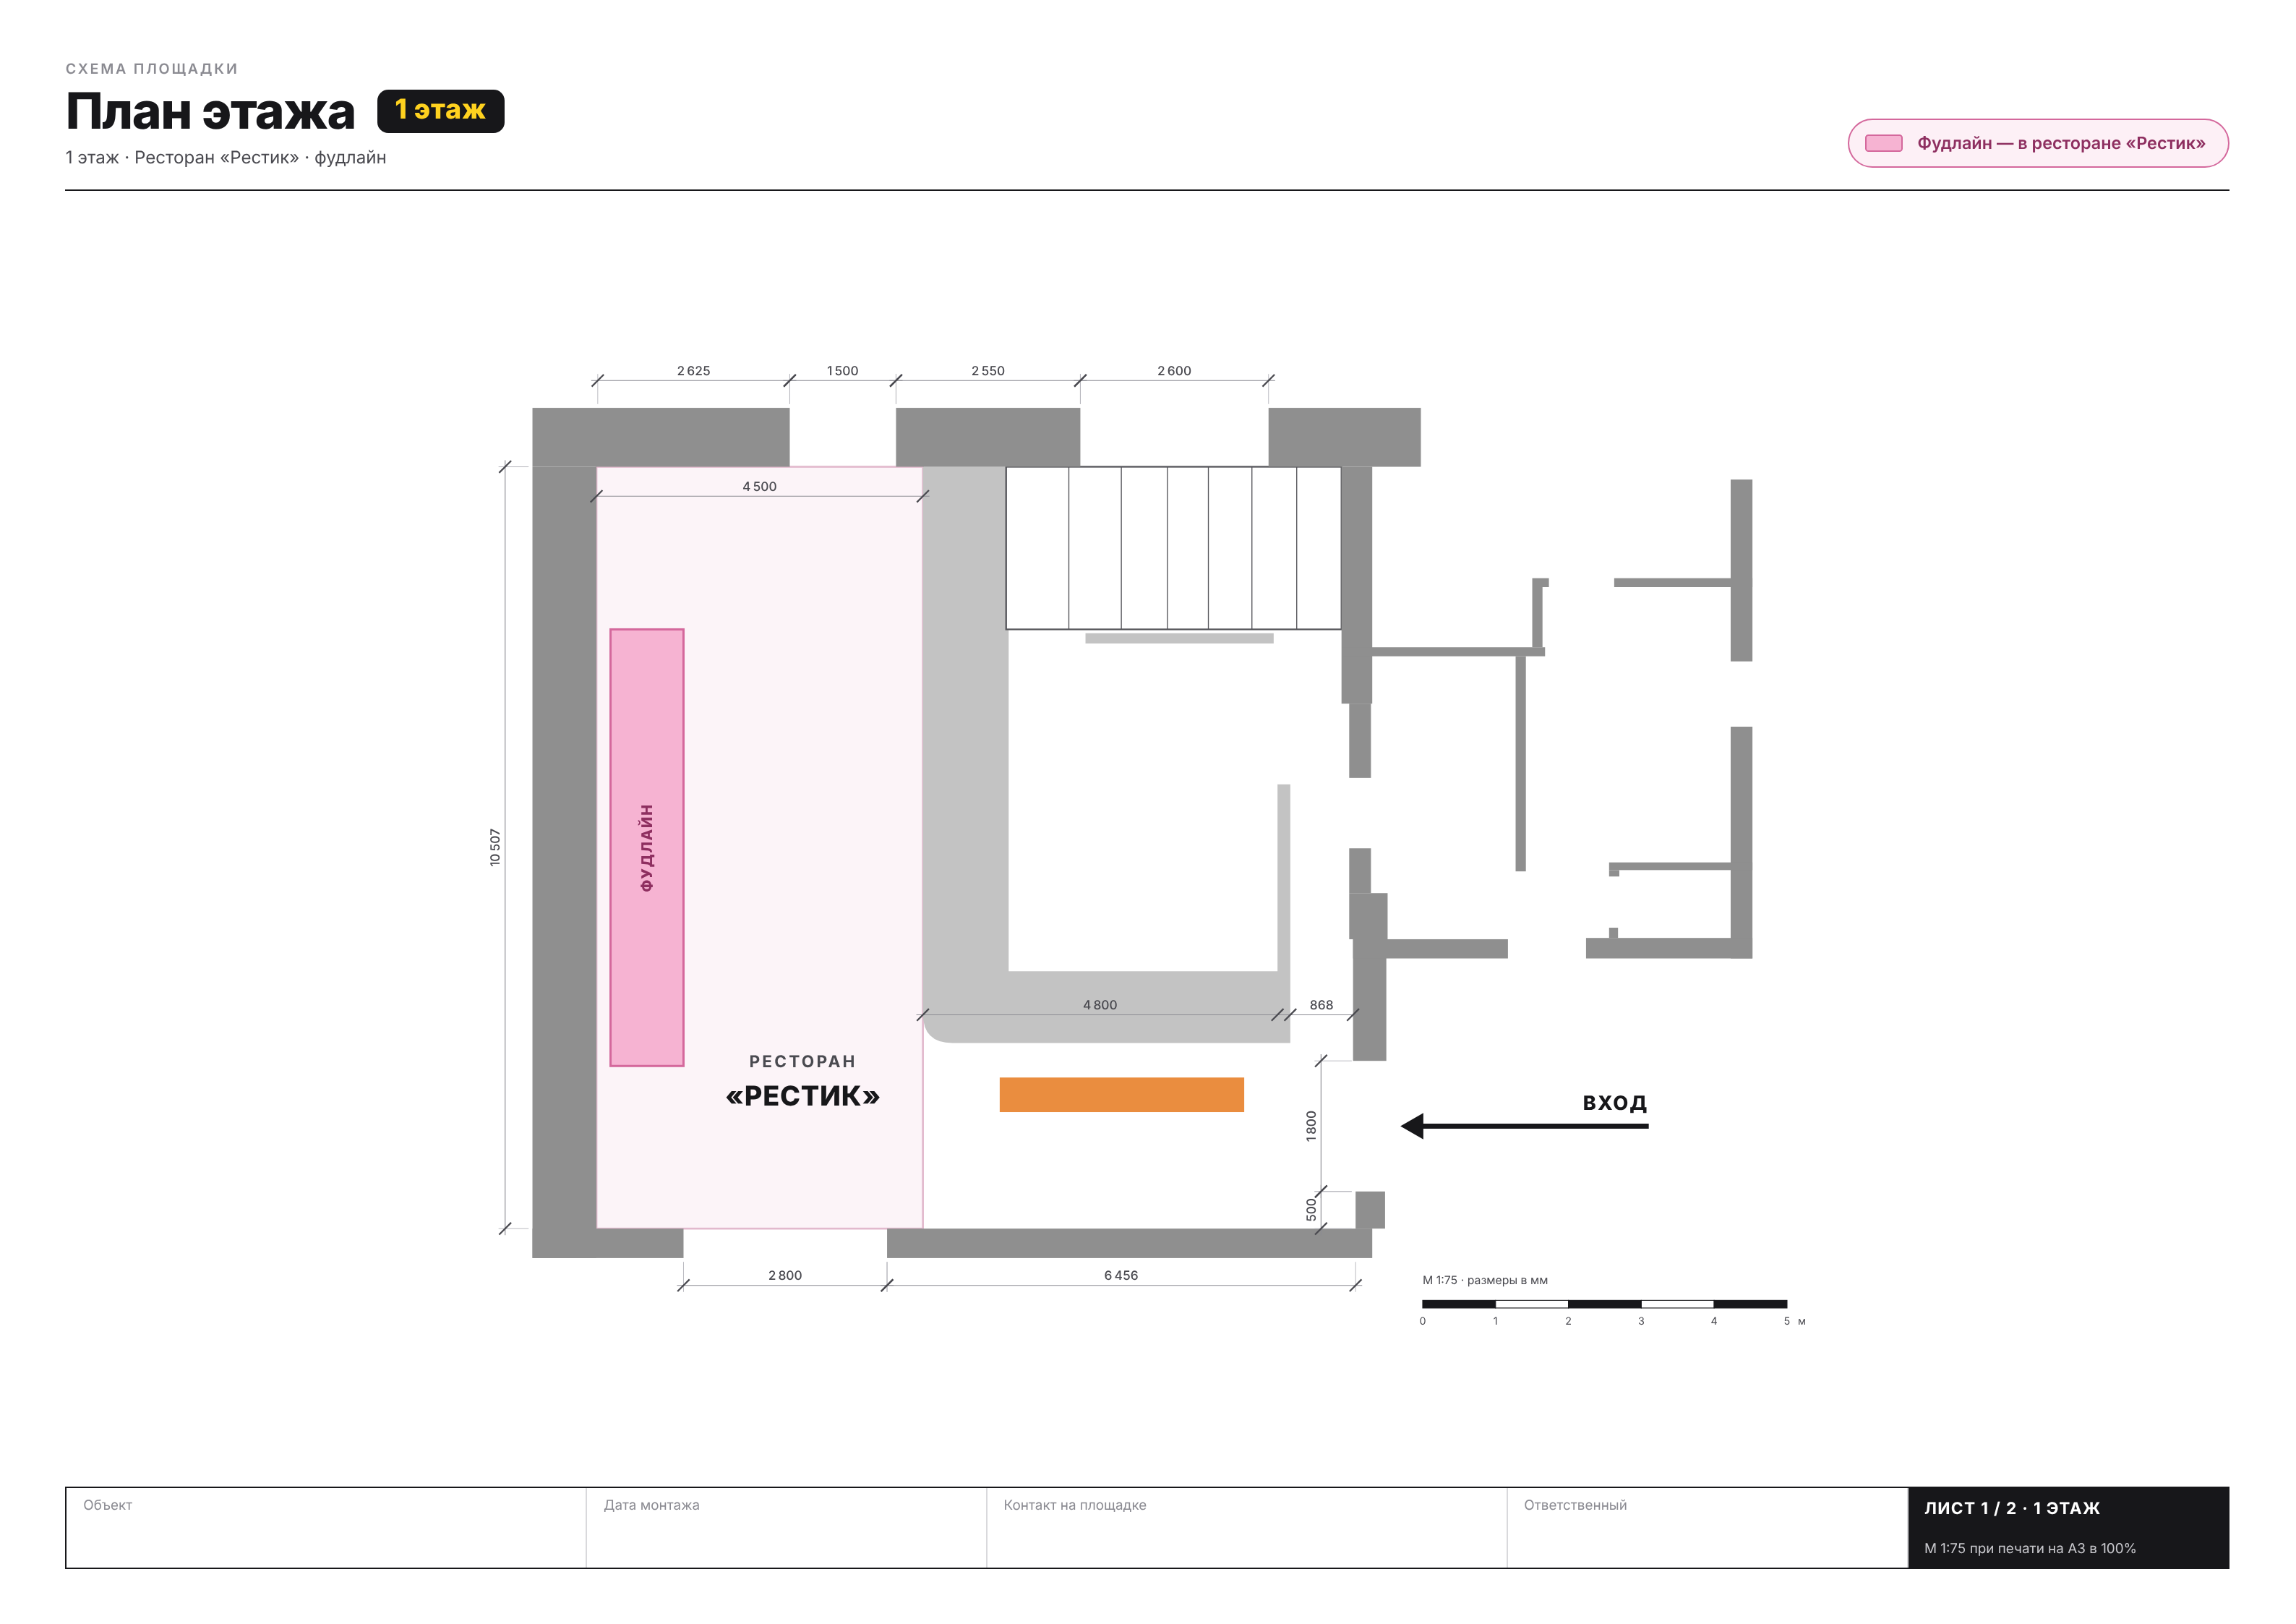 СХЕМА ПЛОЩАДКИ
План этажа
1 этаж
1 этаж · Ресторан «Рестик» · фудлайн
Фудлайн — в ресторане «Рестик»
2 625
1 500
2 550
2 600
4 500
10 507
ФУДЛАЙН
4 800
868
РЕСТОРАН
«РЕСТИК»
1 800
ВХОД
500
2 800
6 456
М 1:75 · размеры в мм
0 1 2 3 4 5 м
Объект
Дата монтажа
Контакт на площадке
Ответственный
ЛИСТ 1 / 2 · 1 ЭТАЖ
М 1:75 при печати на А3 в 100%